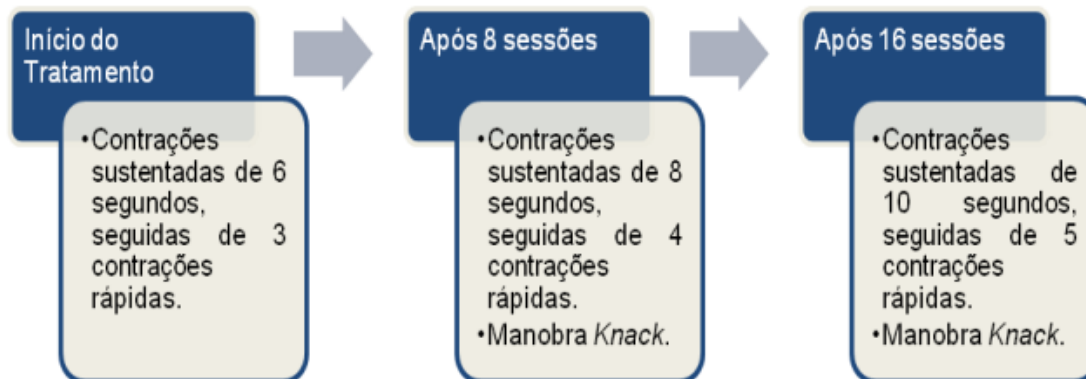 Início do
Tratamento
•Contrações
sustentadas de 6
segundos,
seguidas de 3
contrações
rápidas.
Após 8 sessões
•Contrações
sustentadas de 8
segundos,
seguidas de 4
contrações
rápidas.
•Manobra Knack.
Após 16 sessões
•Contrações
sustentadas de
10 segundos,
seguidas de 5
contrações
rápidas.
•Manobra Knack.